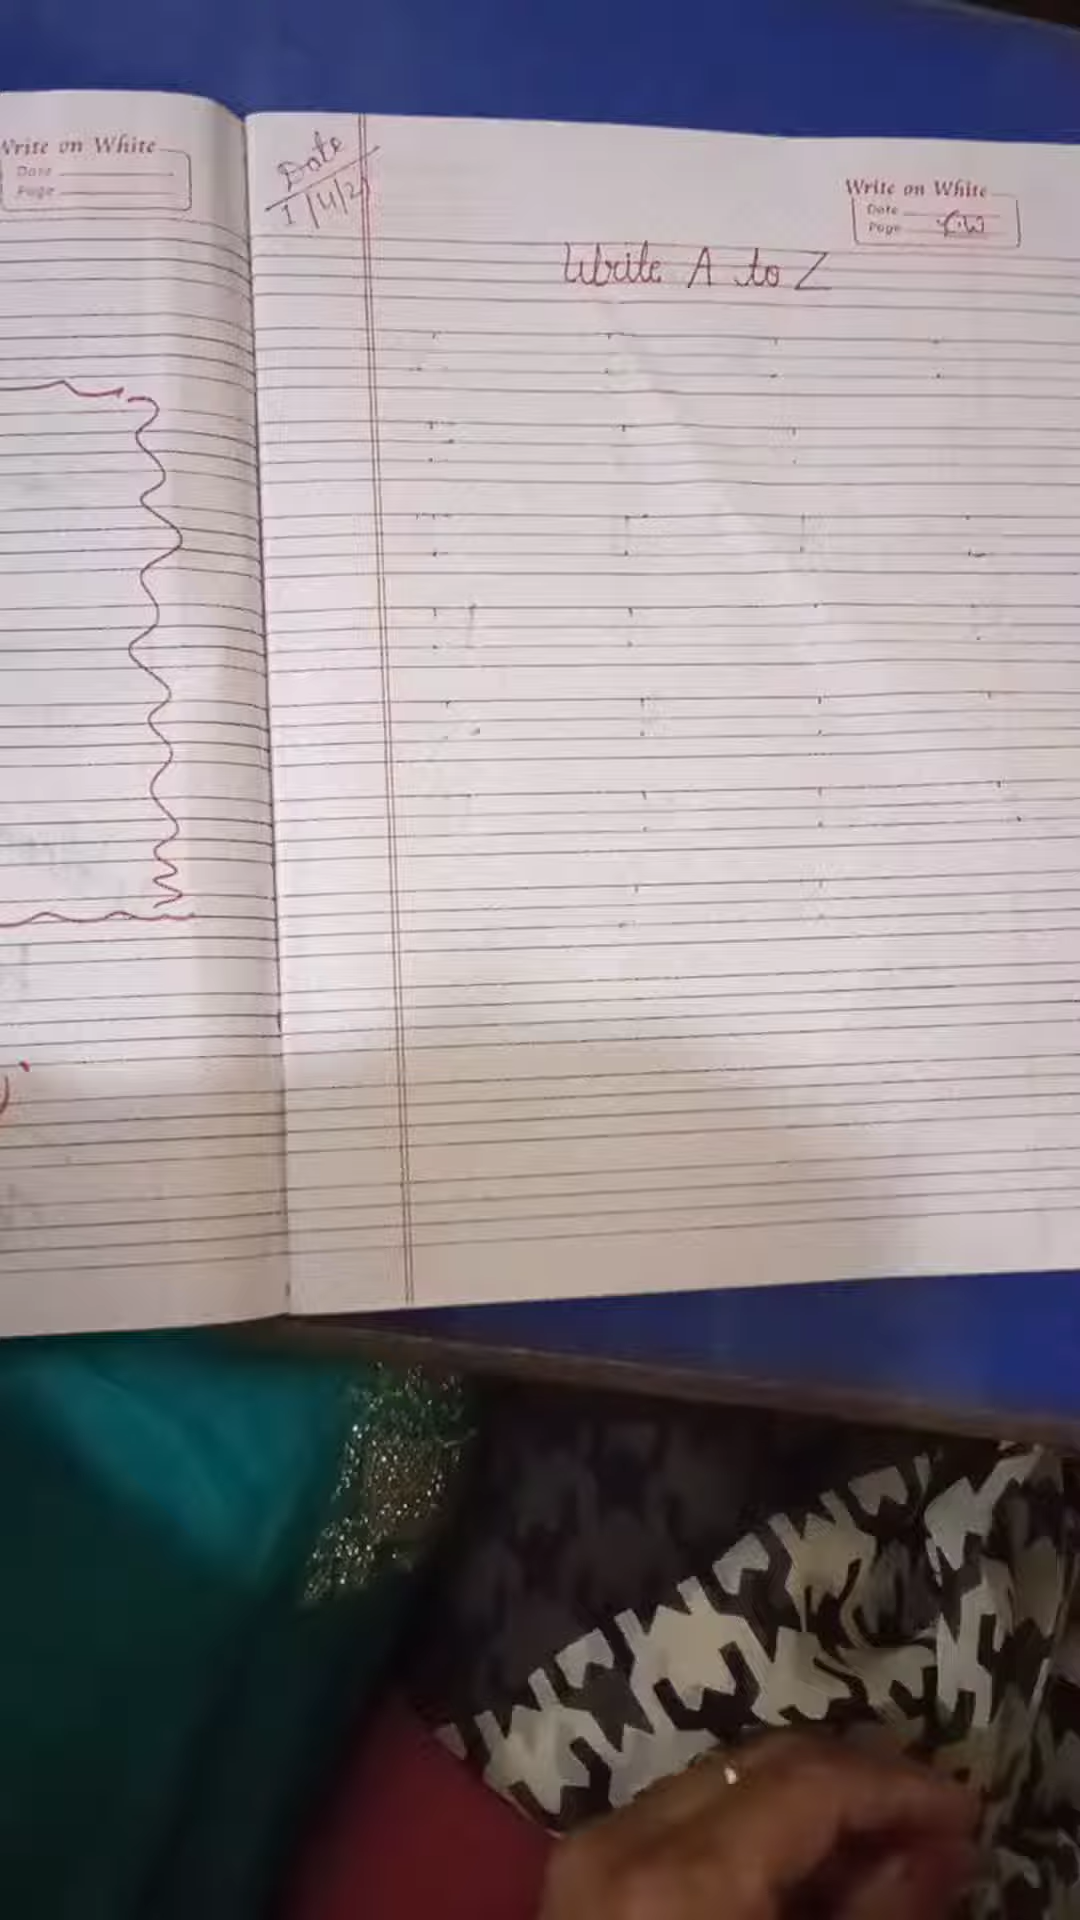 Write on White
Date
Page
Date
1/4/2
Write on White
Date
Page C.W
Write A to Z